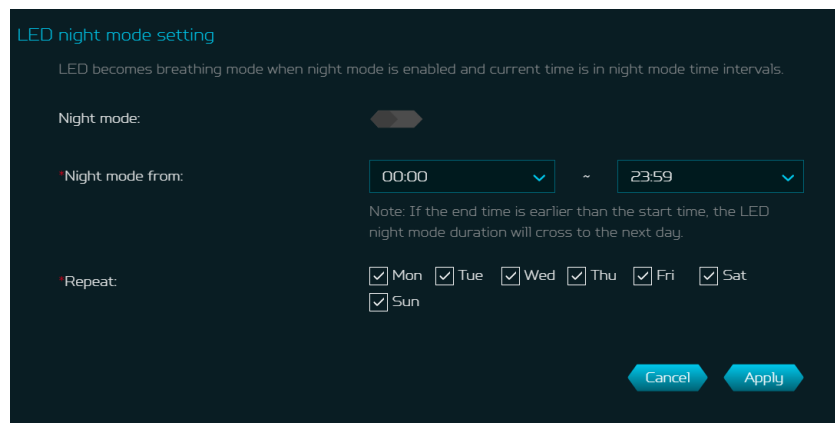 LED night mode setting
LED becomes breathing mode when night mode is enabled and current time is in night mode time intervals.
Night mode:
*Night mode from: 00:00 ~ 23:59
Note: If the end time is earlier than the start time, the LED
night mode duration will cross to the next day.
*Repeat: Mon Tue Wed Thu Fri Sat
Sun
Cancel Apply